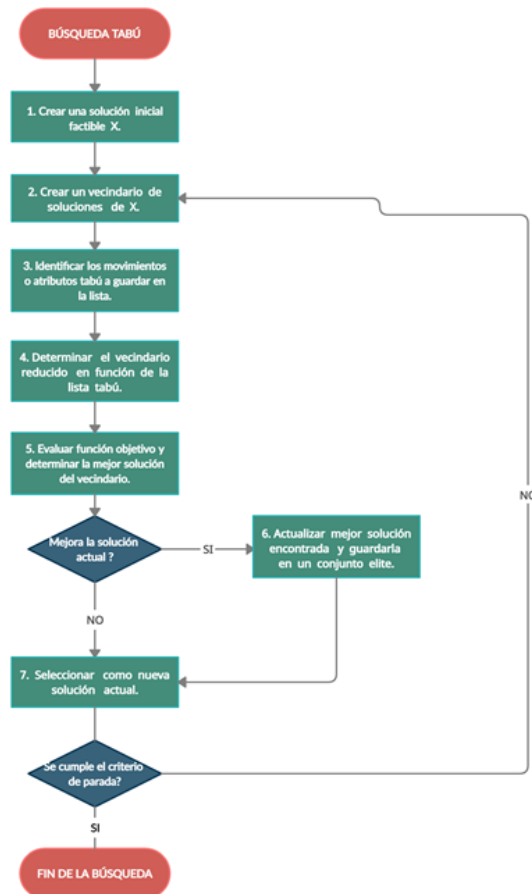 BÚSQUEDA TABÚ
1. Crear una solución inicial
factible X.
2. Crear un vecindario de
soluciones de X.
3. Identificar los movimientos
o atributos tabú a guardar en
la lista.
4. Determinar el vecindario
reducido en función de la
lista tabú.
5. Evaluar función objetivo y
determinar la mejor solución
del vecindario.
Mejora la solución
actual ?
SI
6. Actualizar mejor solución
encontrada y guardarla
en un conjunto elite.
NO
7. Seleccionar como nueva
solución actual.
Se cumple el criterio
de parada?
NO
SI
FIN DE LA BÚSQUEDA